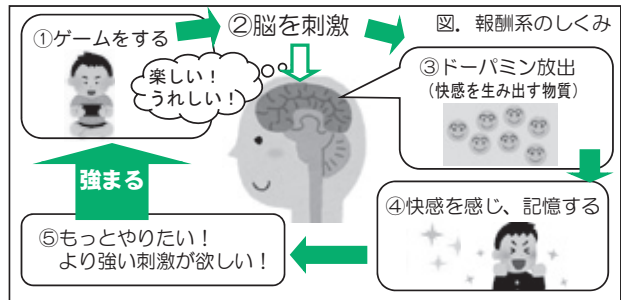 図．報酬系のしくみ
①ゲームをする
②脳を刺激
楽しい！
うれしい！
③ドーパミン放出
（快感を生み出す物質）
④快感を感じ、記憶する
⑤もっとやりたい！
より強い刺激が欲しい！
強まる